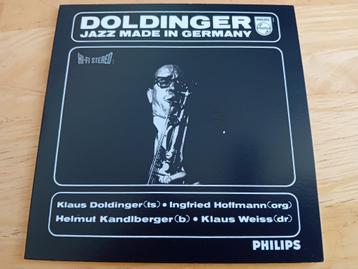 DOLDINGER
JAZZ MADE IN GERMANY
PHILIPS
HI-FI STEREO
Klaus Doldinger(ts) • Ingfried Hoffmann(org)
Helmut Kandlberger(b) • Klaus Weiss(dr)
PHILIPS